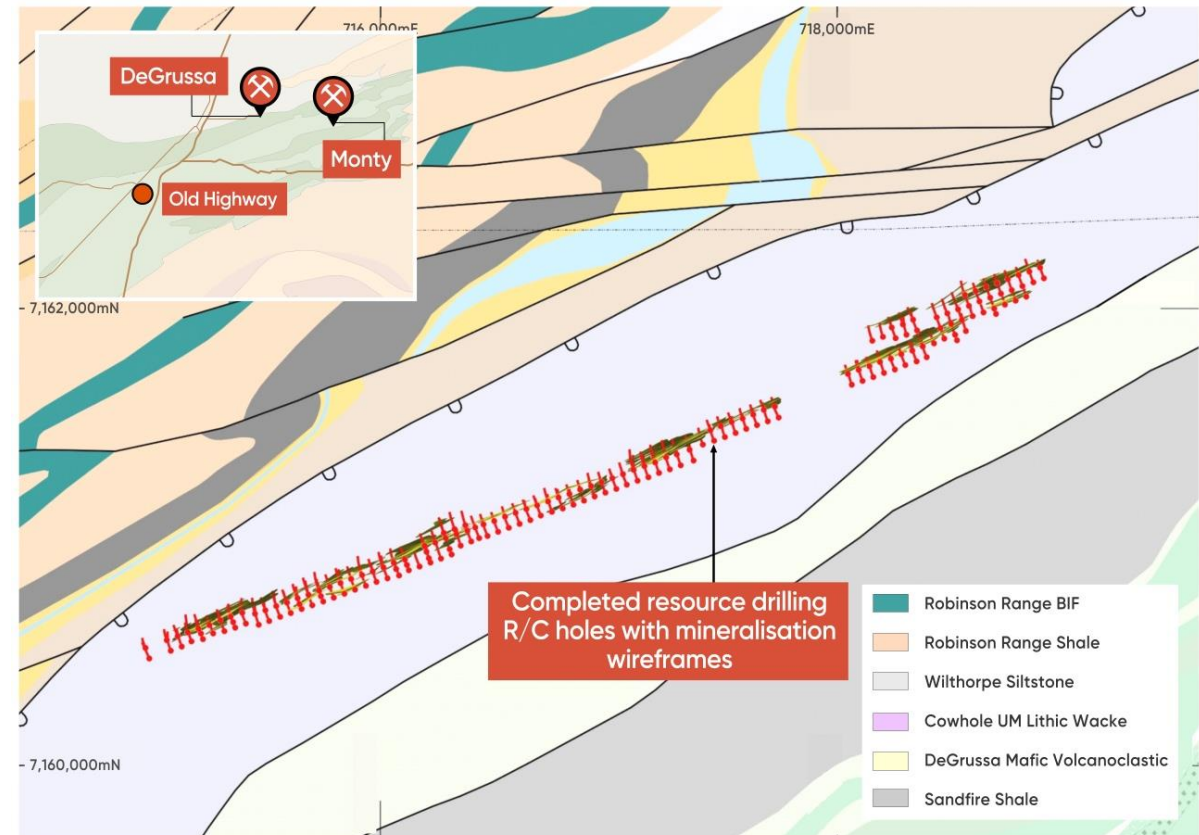 716,000mE
718,000mE
DeGrussa
Monty
Old Highway
7,162,000mN
Completed resource drilling
R/C holes with mineralisation
wireframes
Robinson Range BIF
Robinson Range Shale
Wilthorpe Siltstone
Cowhole UM Lithic Wacke
DeGrussa Mafic Volcanoclastic
Sandfire Shale
7,160,000mN